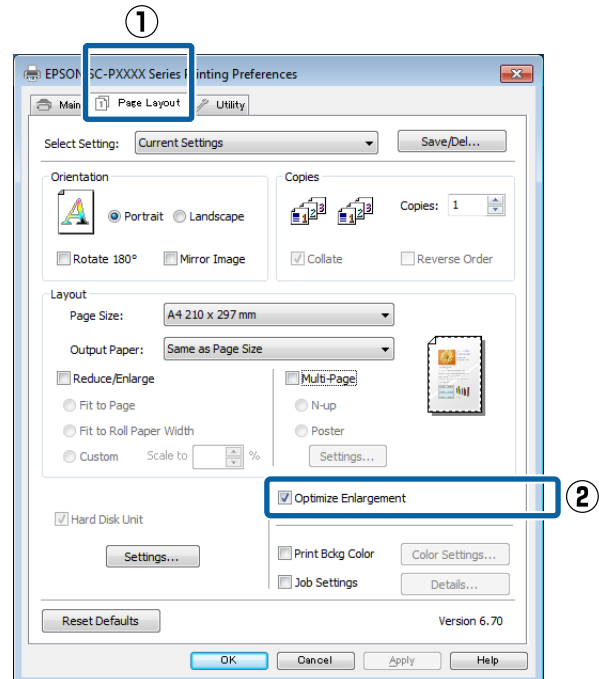 ①
EPSON SC-PXXXX Series Printing Preferences
Main Page Layout Utility
Select Setting: Current Settings Save/Del...
Orientation
Portrait Landscape
Rotate 180° Mirror Image
Copies
Copies: 1
Collate Reverse Order
Layout
Page Size: A4 210 x 297 mm
Output Paper: Same as Page Size
Reduce/Enlarge
Fit to Page
Fit to Roll Paper Width
Custom Scale to %
Multi-Page
N-up
Poster
Settings...
Optimize Enlargement
②
Hard Disk Unit
Settings...
Print Bckg Color Color Settings...
Job Settings Details...
Reset Defaults Version 6.70
OK Cancel Apply Help